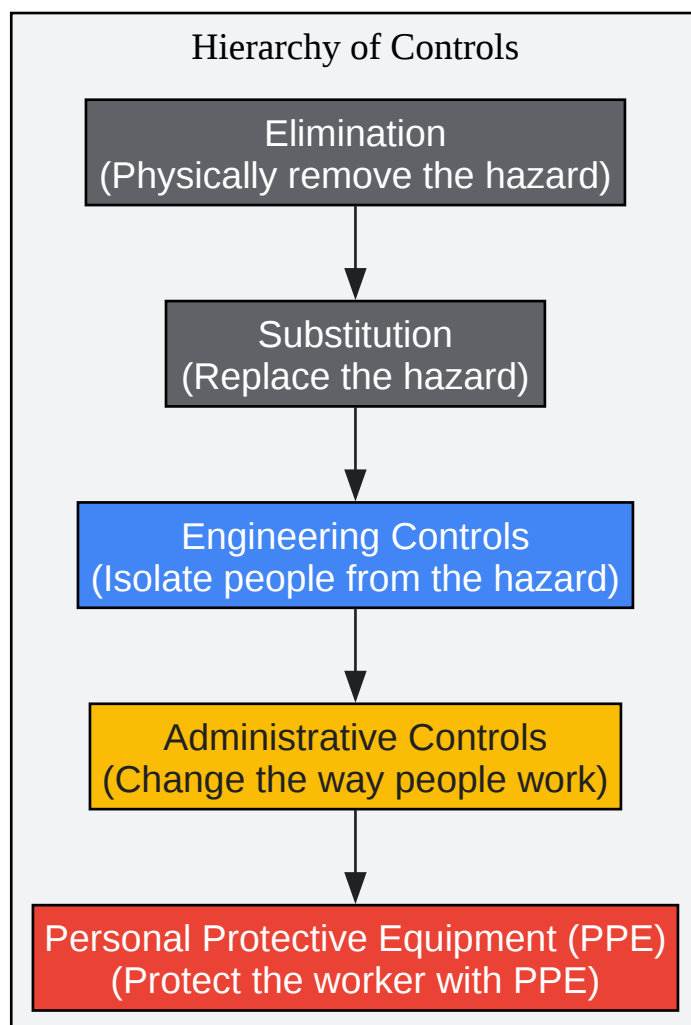 Hierarchy of Controls
Elimination
(Physically remove the hazard)
Substitution
(Replace the hazard)
Engineering Controls
(Isolate people from the hazard)
Administrative Controls
(Change the way people work)
Personal Protective Equipment (PPE)
(Protect the worker with PPE)